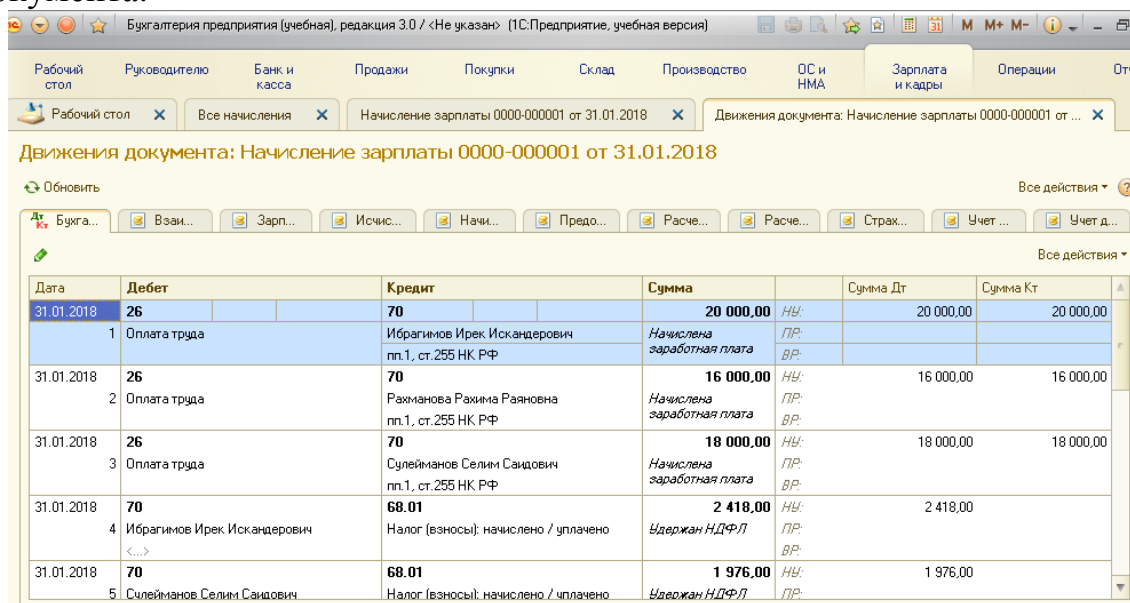 окумента.
Бухгалтерия предприятия (учебная), редакция 3.0 / <Не указан> (1С:Предприятие, учебная версия)
31 M M+ M-
Рабочий стол Руководителю Банк и касса Продажи Покупки Склад Производство ОС и НМА Зарплата и кадры Операции От
Рабочий стол Все начисления Начисление зарплаты 0000-000001 от 31.01.2018 Движения документа: Начисление зарплаты 0000-000001 от ...
Движения документа: Начисление зарплаты 0000-000001 от 31.01.2018
Обновить Все действия ?
Дт Кт Бухга... Взаи... Зарп... Исчис... Начи... Предо... Расче... Расче... Страх... Учет ... Учет д...
Все действия
Дата Дебет Кредит Сумма Сумма Дт Сумма Кт
31.01.2018 26 70 20 000,00 НУ: 20 000,00 20 000,00
1 Оплата труда Ибрагимов Ирек Искандерович Начислена ПР:
пп.1, ст.255 НК РФ заработная плата ВР:
31.01.2018 26 70 16 000,00 НУ: 16 000,00 16 000,00
2 Оплата труда Рахманова Рахима Раяновна Начислена ПР:
пп.1, ст.255 НК РФ заработная плата ВР:
31.01.2018 26 70 18 000,00 НУ: 18 000,00 18 000,00
3 Оплата труда Сулейманов Селим Саидович Начислена ПР:
пп.1, ст.255 НК РФ заработная плата ВР:
31.01.2018 70 68.01 2 418,00 НУ: 2 418,00
4 Ибрагимов Ирек Искандерович Налог (взносы): начислено / уплачено Удержан НДФЛ ПР:
<...> ВР:
31.01.2018 70 68.01 1 976,00 НУ: 1 976,00
5 Сулейманов Селим Саидович Налог (взносы): начислено / уплачено Удержан НДФЛ ПР: